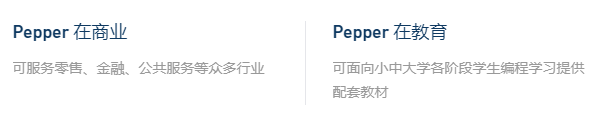 Pepper 在商业
可服务零售、金融、公共服务等众多行业
Pepper 在教育
可面向小中大学各阶段学生编程学习提供
配套教材